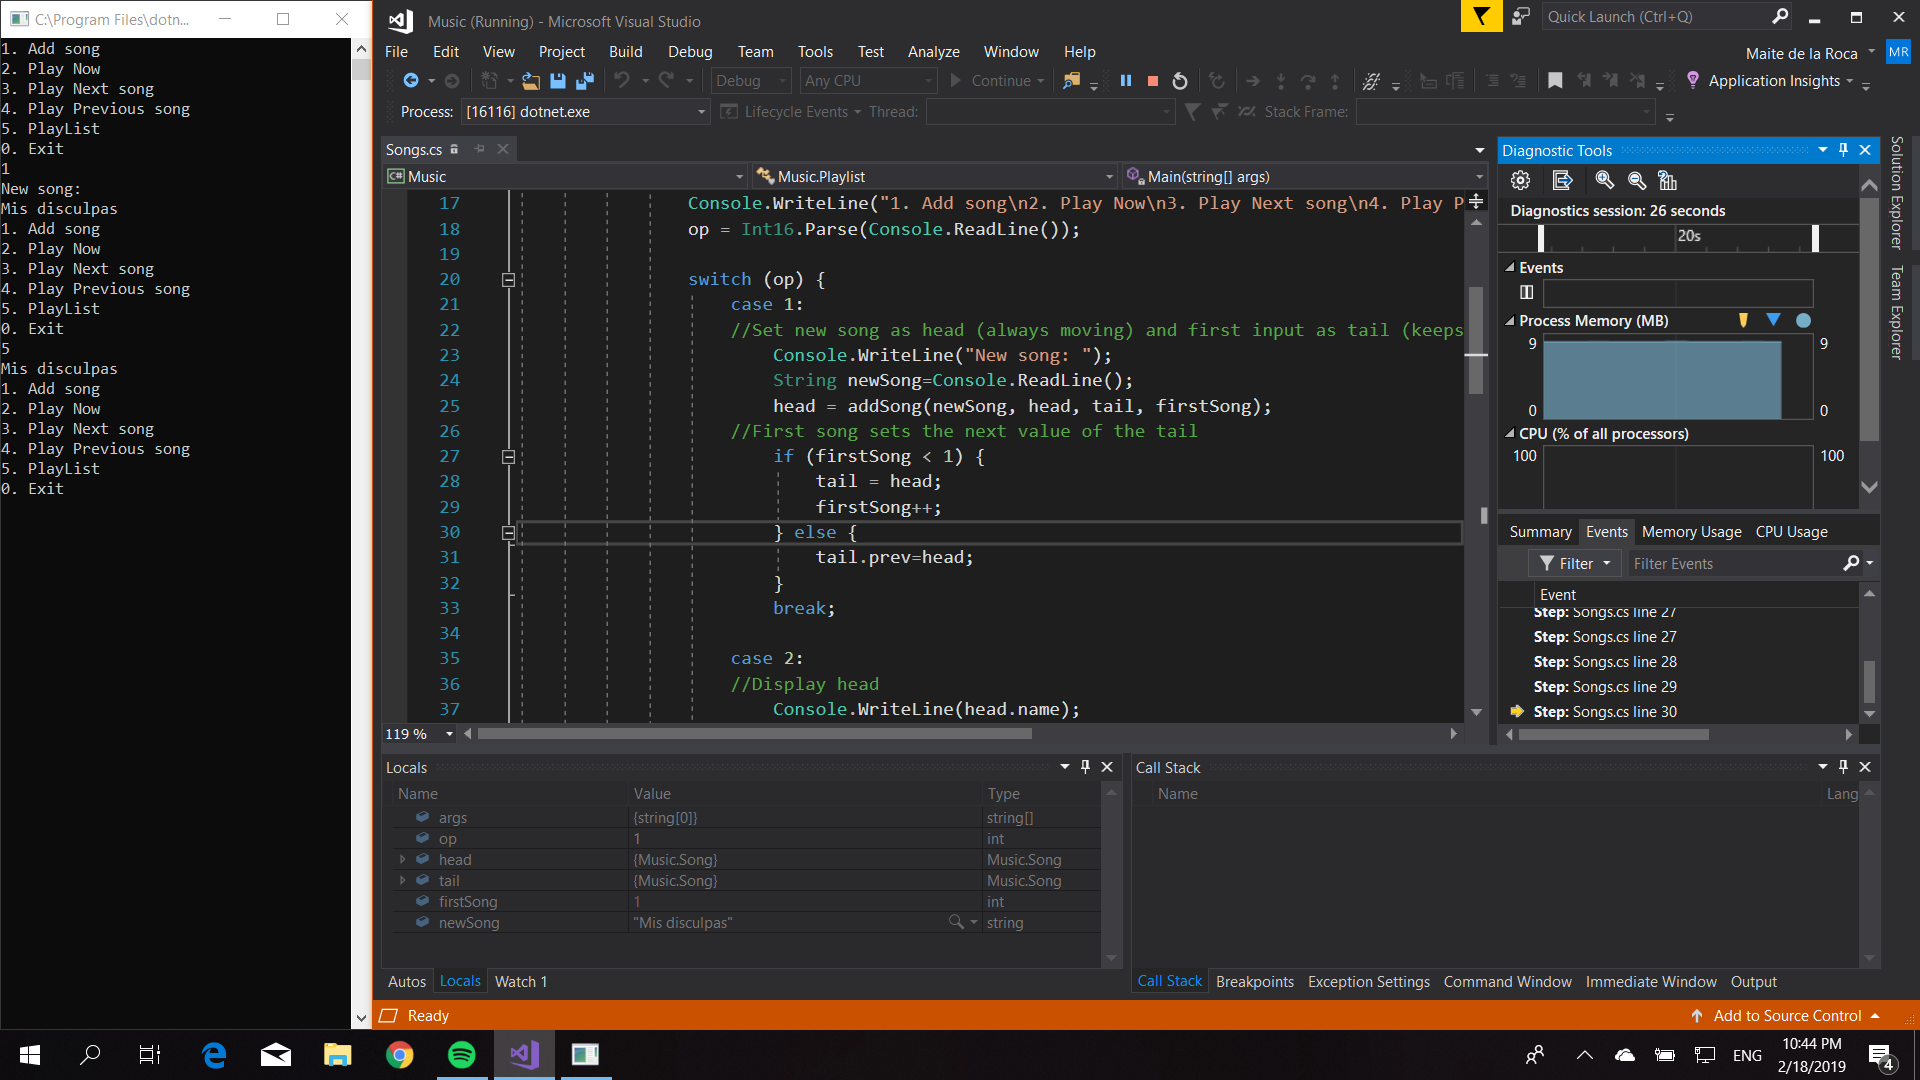 C:\Program Files\dotn...
1. Add song
2. Play Now
3. Play Next song
4. Play Previous song
5. PlayList
0. Exit
1
New song:
Mis disculpas
1. Add song
2. Play Now
3. Play Next song
4. Play Previous song
5. PlayList
0. Exit
5
Mis disculpas
1. Add song
2. Play Now
3. Play Next song
4. Play Previous song
5. PlayList
0. Exit
Music (Running) - Microsoft Visual Studio
Quick Launch (Ctrl+Q)
File Edit View Project Build Debug Team Tools Test Analyze Window Help
Maite de la Roca MR
Debug Any CPU Continue Application Insights
Process: [16116] dotnet.exe Lifecycle Events Thread: Stack Frame:
Songs.cs
C# Music Music.Playlist Main(string[] args)
17 Console.WriteLine("1. Add song\n2. Play Now\n3. Play Next song\n4. Play P
18 op = Int16.Parse(Console.ReadLine());
19
20 switch (op) {
21 case 1:
22 //Set new song as head (always moving) and first input as tail (keeps
23 Console.WriteLine("New song: ");
24 String newSong=Console.ReadLine();
25 head = addSong(newSong, head, tail, firstSong);
26 //First song sets the next value of the tail
27 if (firstSong < 1) {
28 tail = head;
29 firstSong++;
30 } else {
31 tail.prev=head;
32 }
33 break;
34
35 case 2:
36 //Display head
37 Console.WriteLine(head.name);
119 %
Diagnostic Tools
Diagnostics session: 26 seconds
20s
Events
Process Memory (MB)
9 9
0 0
CPU (% of all processors)
100 100
Summary Events Memory Usage CPU Usage
Filter Filter Events
Event
Step: Songs.cs line 27
Step: Songs.cs line 27
Step: Songs.cs line 28
Step: Songs.cs line 29
Step: Songs.cs line 30
Solution Explorer
Team Explorer
Locals
Name Value Type
args {string[0]} string[]
op 1 int
head {Music.Song} Music.Song
tail {Music.Song} Music.Song
firstSong 1 int
newSong "Mis disculpas" string
Autos Locals Watch 1
Call Stack
Name Lang
Call Stack Breakpoints Exception Settings Command Window Immediate Window Output
Ready
Add to Source Control
ENG
10:44 PM
2/18/2019
4